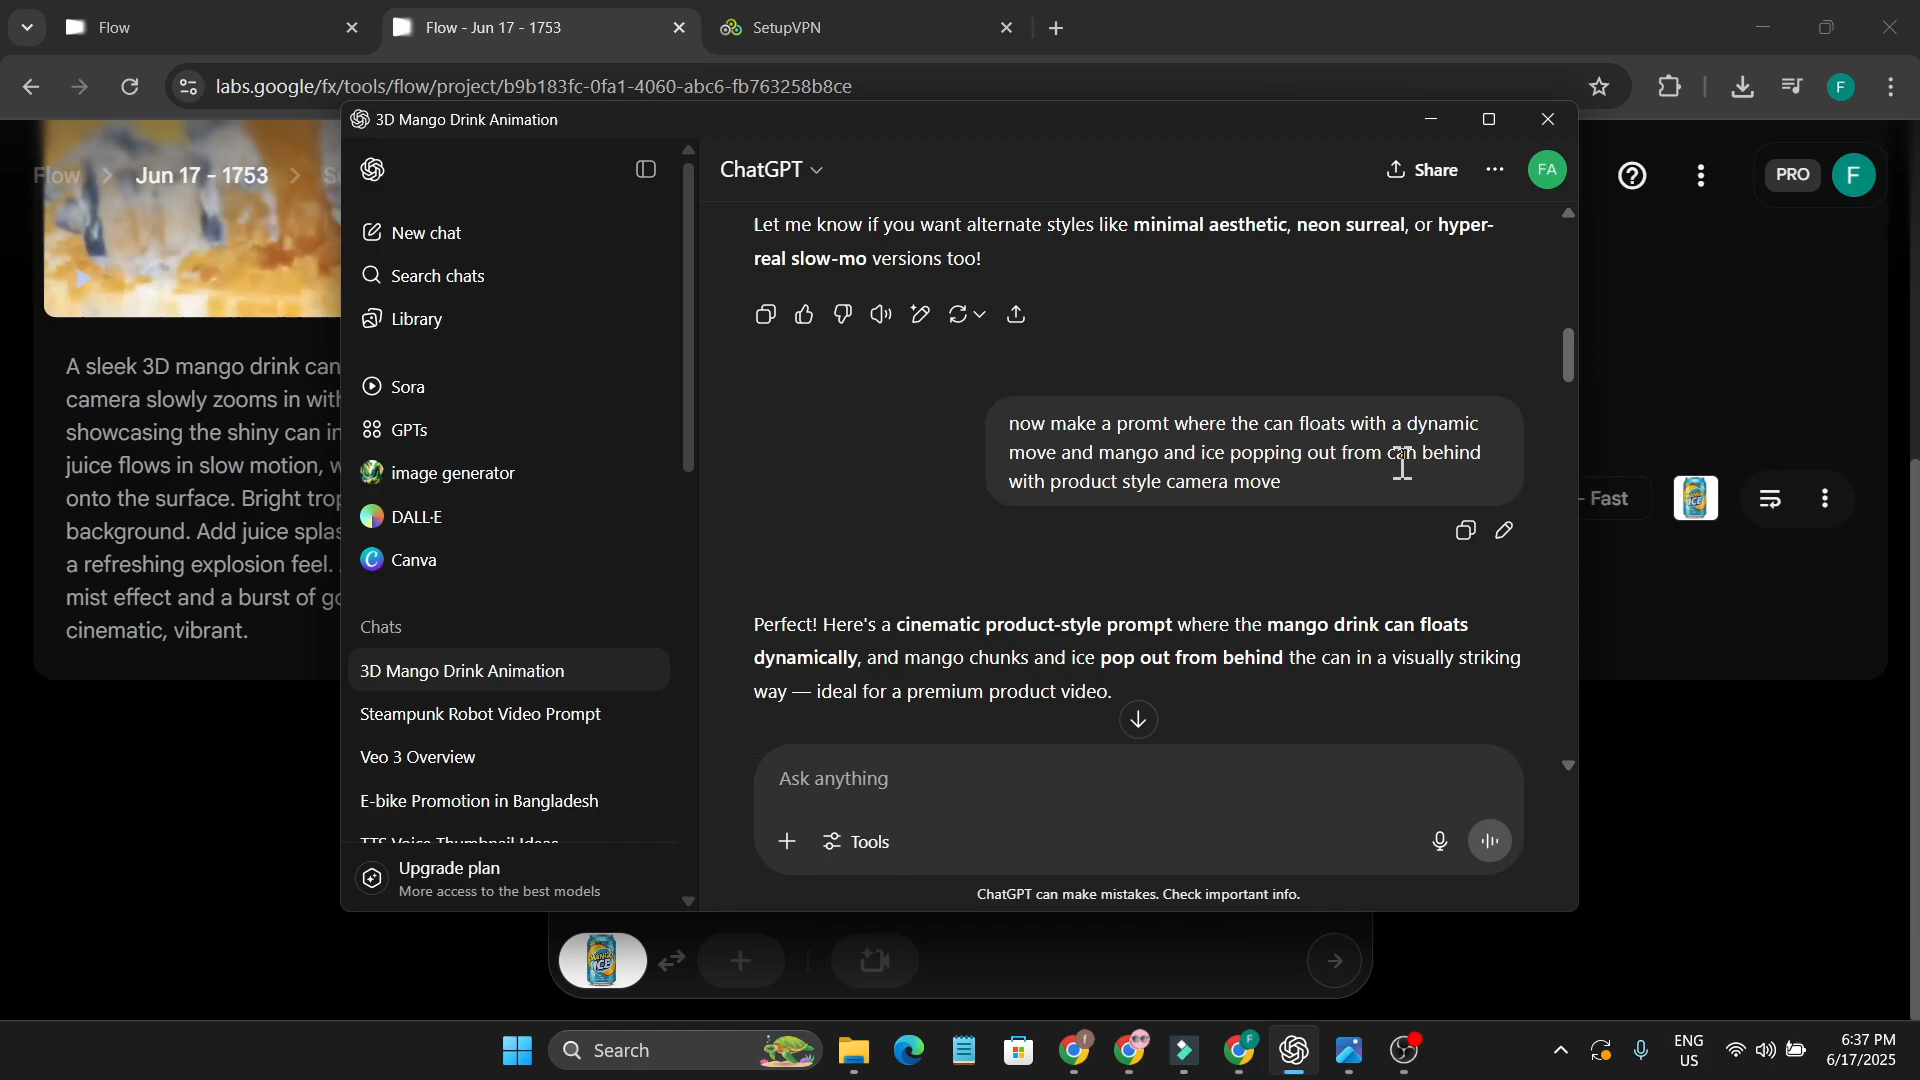 Flow
Flow - Jun 17 - 1753
SetupVPN
labs.google/fx/tools/flow/project/b9b183fc-0fa1-4060-abc6-fb763258b8ce
F
Flow
Jun 17 - 1753
PRO
F
A sleek 3D mango drink can
camera slowly zooms in with
showcasing the shiny can in
juice flows in slow motion, w
onto the surface. Bright trop
background. Add juice splas
a refreshing explosion feel.
mist effect and a burst of go
cinematic, vibrant.
- Fast
3D Mango Drink Animation
New chat
Search chats
Library
Sora
GPTs
image generator
DALL·E
Canva
Chats
3D Mango Drink Animation
Steampunk Robot Video Prompt
Veo 3 Overview
E-bike Promotion in Bangladesh
TTS Voice Thumbnail Ideas
Upgrade plan
More access to the best models
ChatGPT
Share
FA
Let me know if you want alternate styles like minimal aesthetic, neon surreal, or hyper-
real slow-mo versions too!
now make a promt where the can floats with a dynamic
move and mango and ice popping out from can behind
with product style camera move
Perfect! Here's a cinematic product-style prompt where the mango drink can floats
dynamically, and mango chunks and ice pop out from behind the can in a visually striking
way — ideal for a premium product video.
Ask anything
Tools
ChatGPT can make mistakes. Check important info.
MANGO
ICE
Search
ENG
US
6:37 PM
6/17/2025